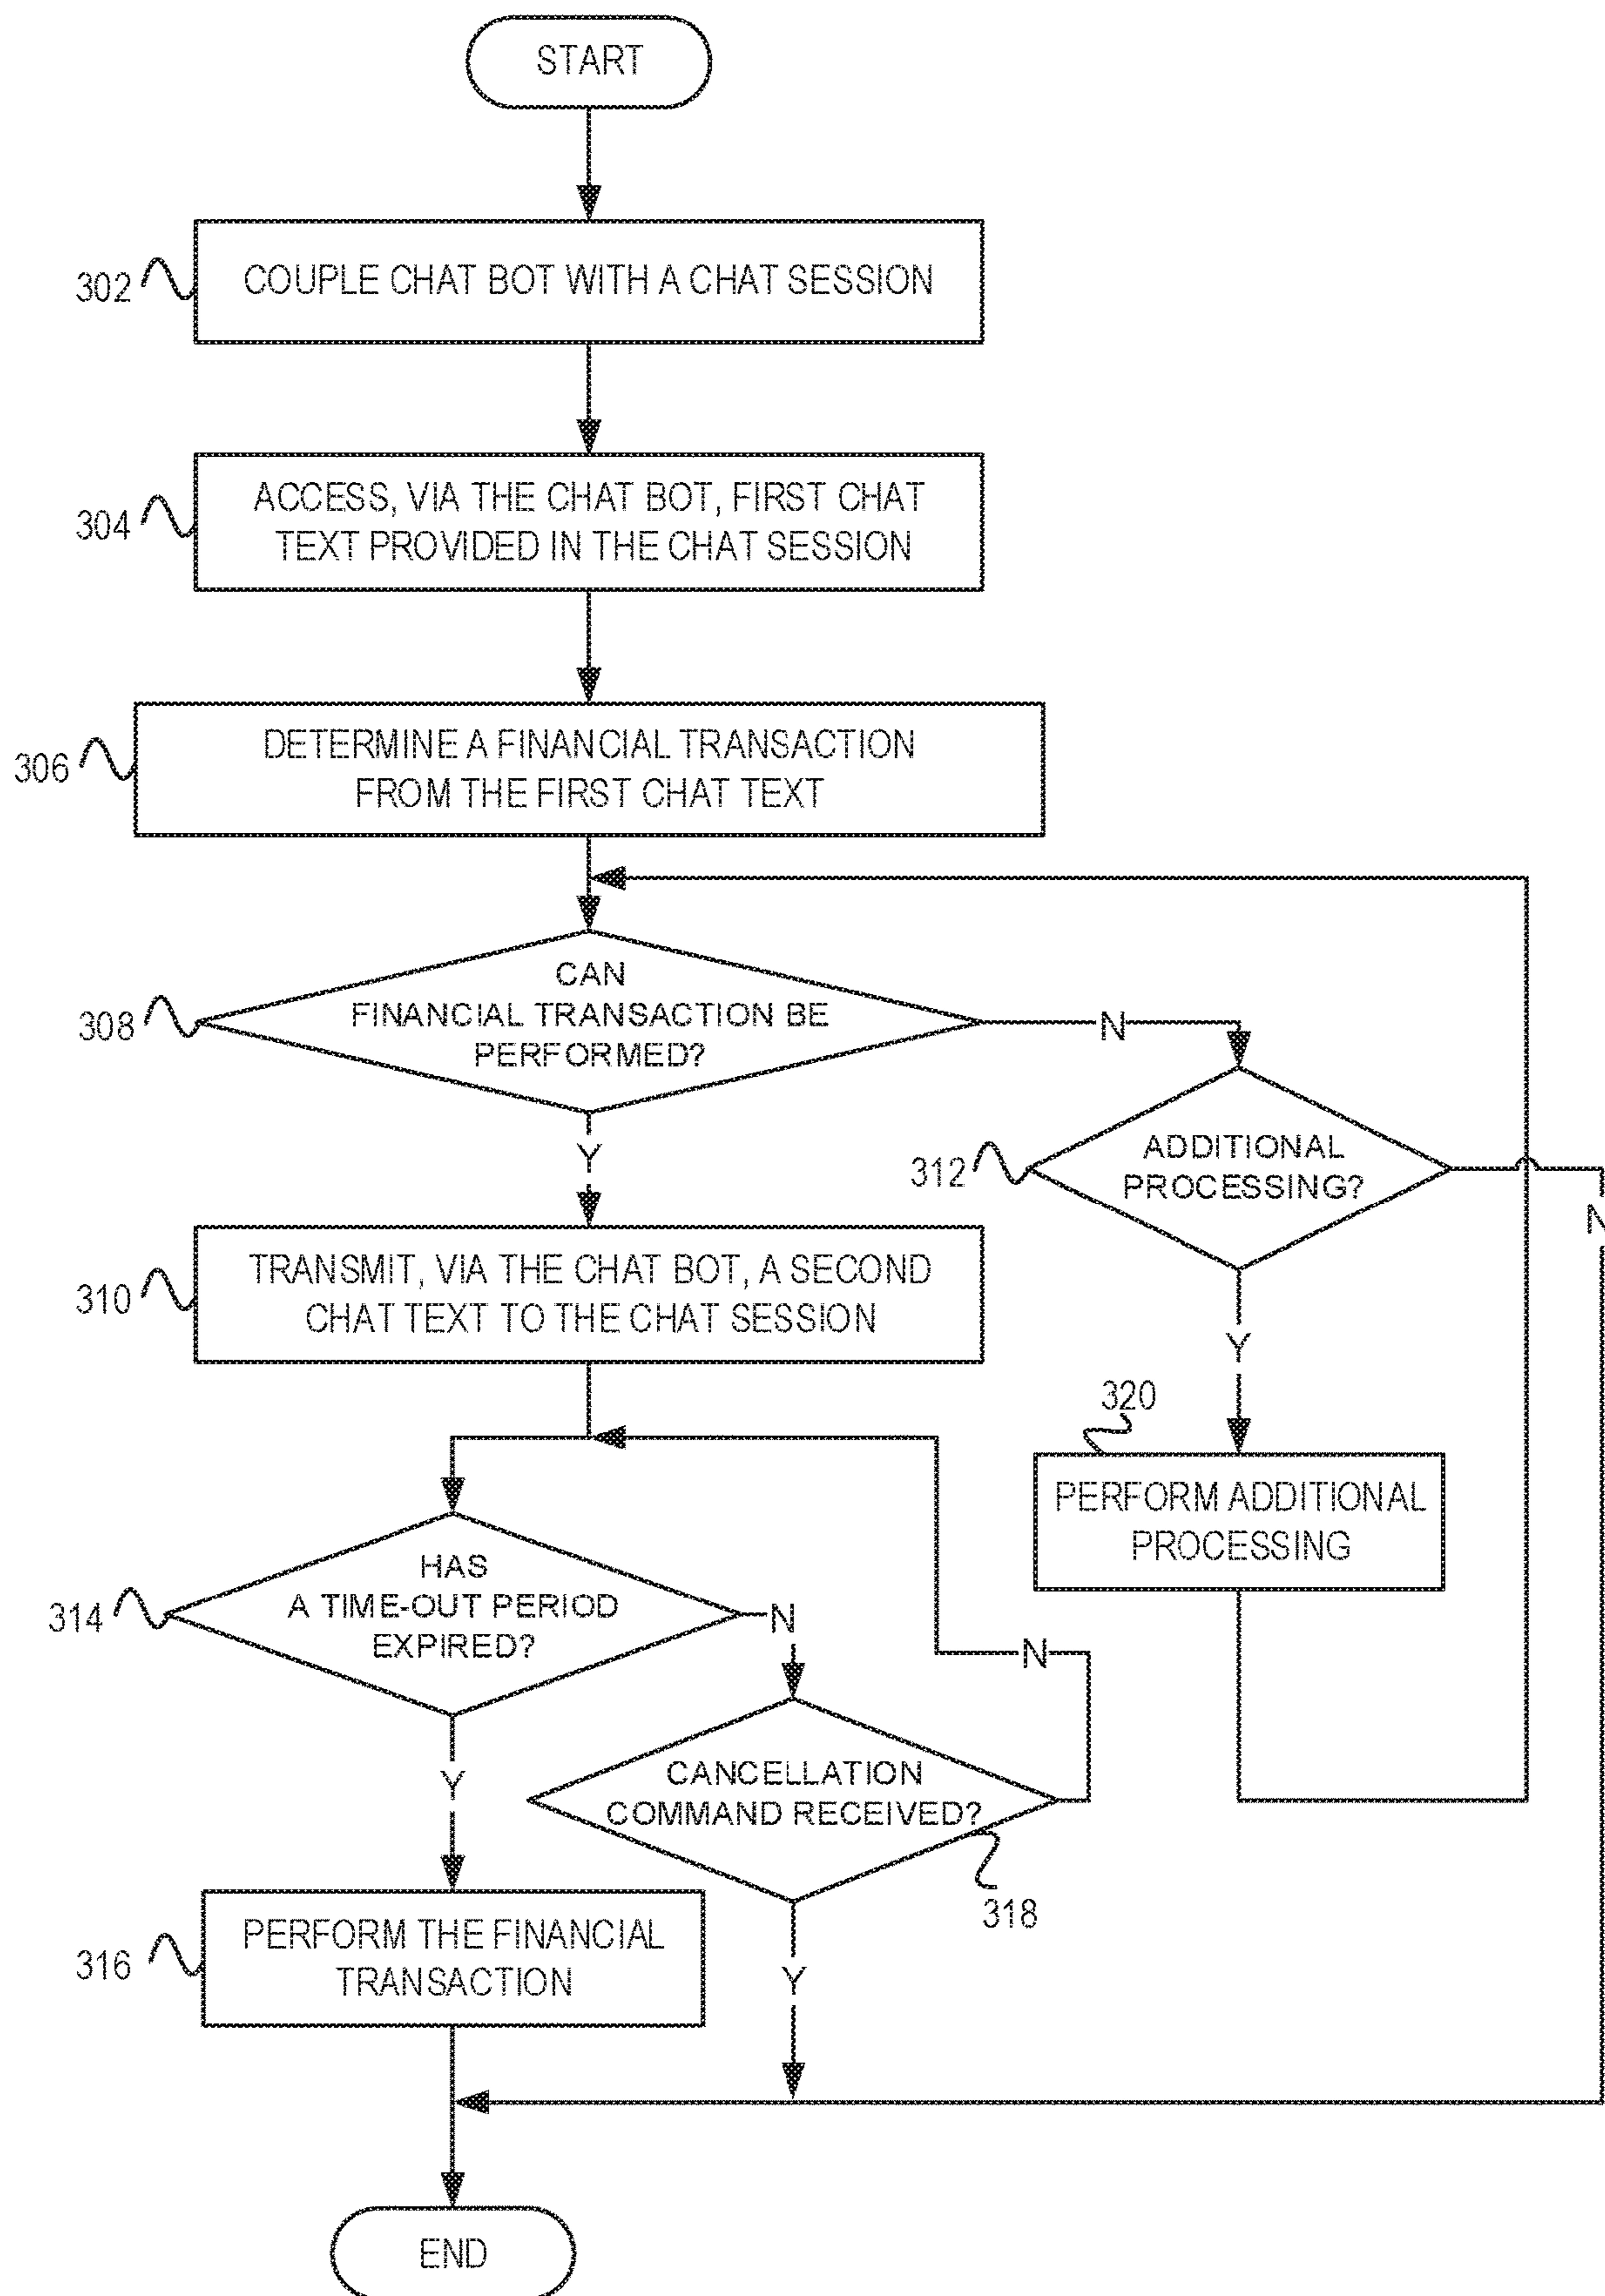 START
302
COUPLE CHAT BOT WITH A CHAT SESSION
304
ACCESS, VIA THE CHAT BOT, FIRST CHAT
TEXT PROVIDED IN THE CHAT SESSION
306
DETERMINE A FINANCIAL TRANSACTION
FROM THE FIRST CHAT TEXT
308
CAN
FINANCIAL TRANSACTION BE
PERFORMED?
N
Y
312
ADDITIONAL
PROCESSING?
N
Y
310
TRANSMIT, VIA THE CHAT BOT, A SECOND
CHAT TEXT TO THE CHAT SESSION
320
PERFORM ADDITIONAL
PROCESSING
314
HAS
A TIME-OUT PERIOD
EXPIRED?
N
N
Y
CANCELLATION
COMMAND RECEIVED?
318
Y
316
PERFORM THE FINANCIAL
TRANSACTION
END